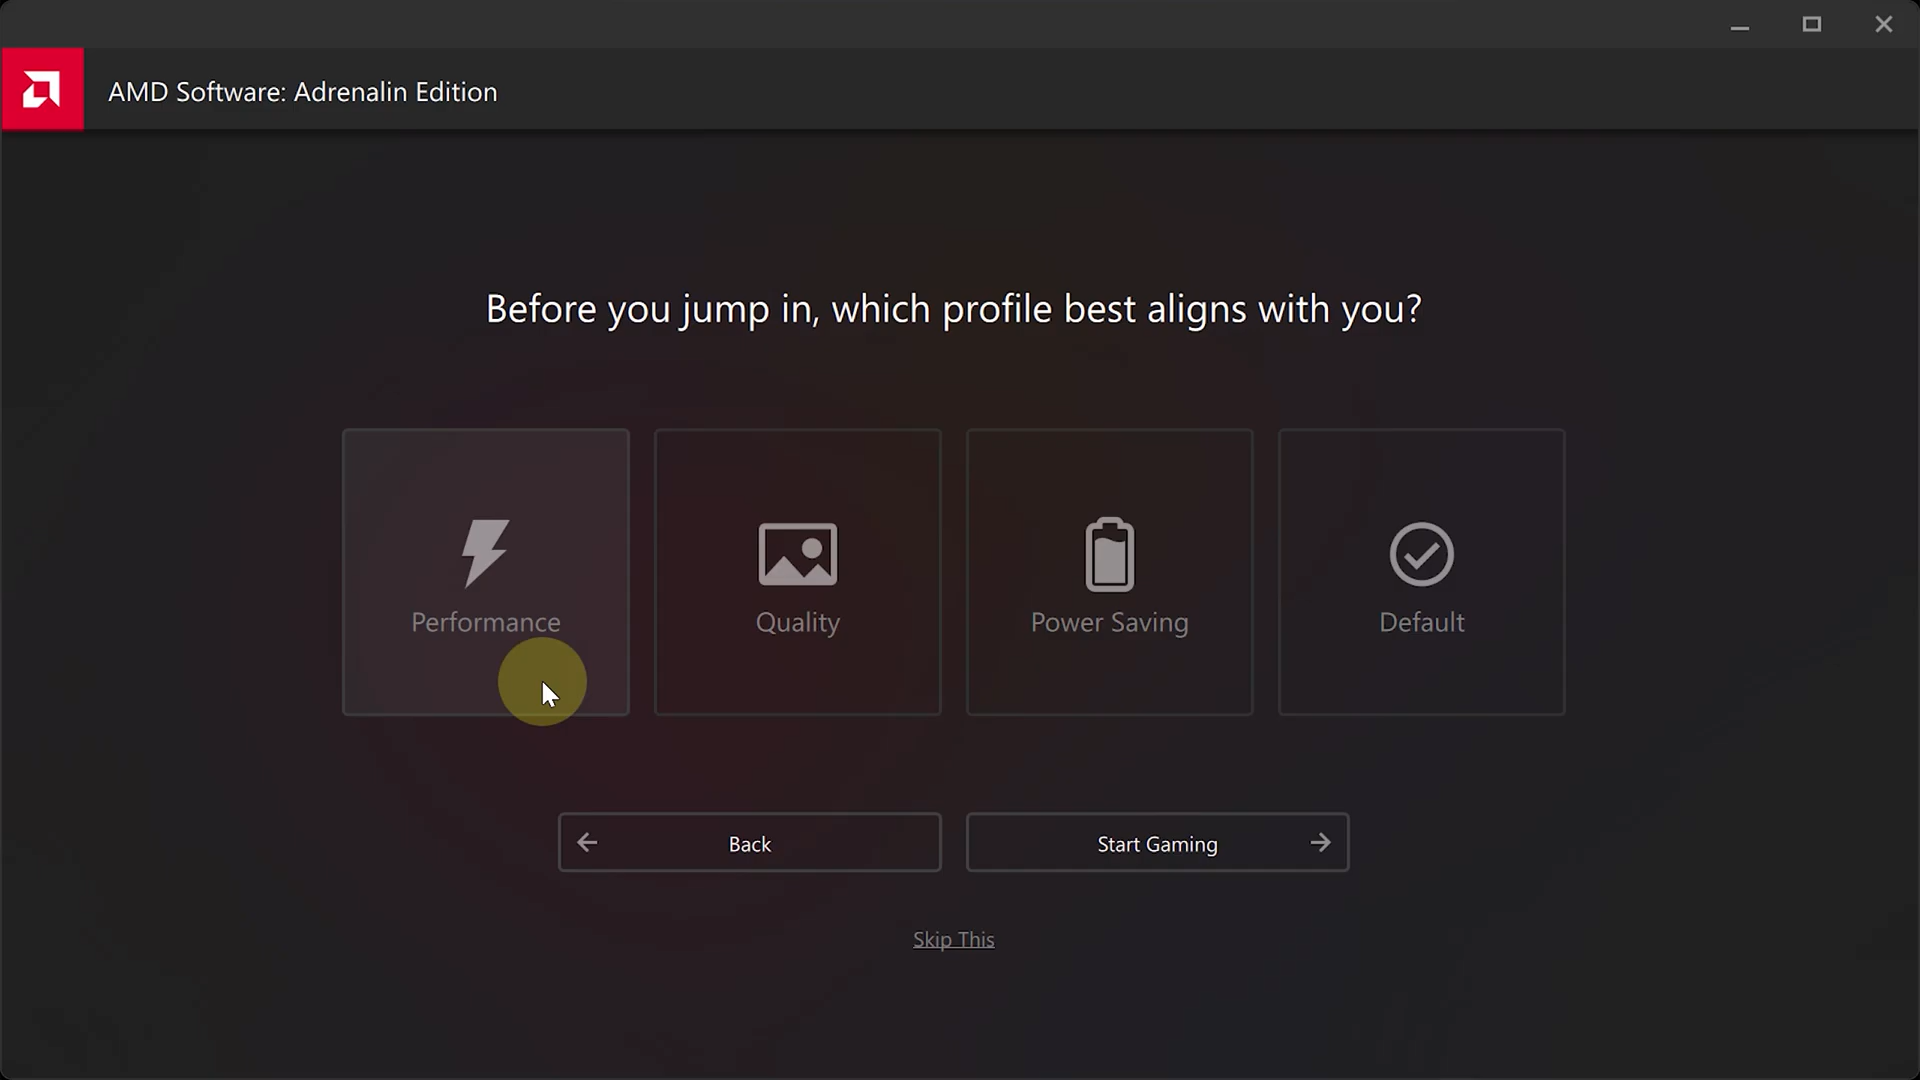 AMD Software: Adrenalin Edition
Before you jump in, which profile best aligns with you?
Performance
Quality
Power Saving
Default
Back
Start Gaming
Skip This